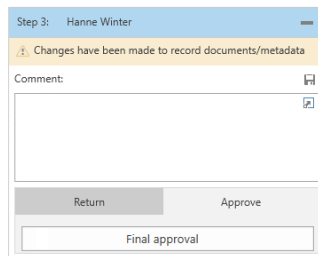 Step 3: Hanne Winter
Changes have been made to record documents/metadata
Comment:
Return Approve
Final approval